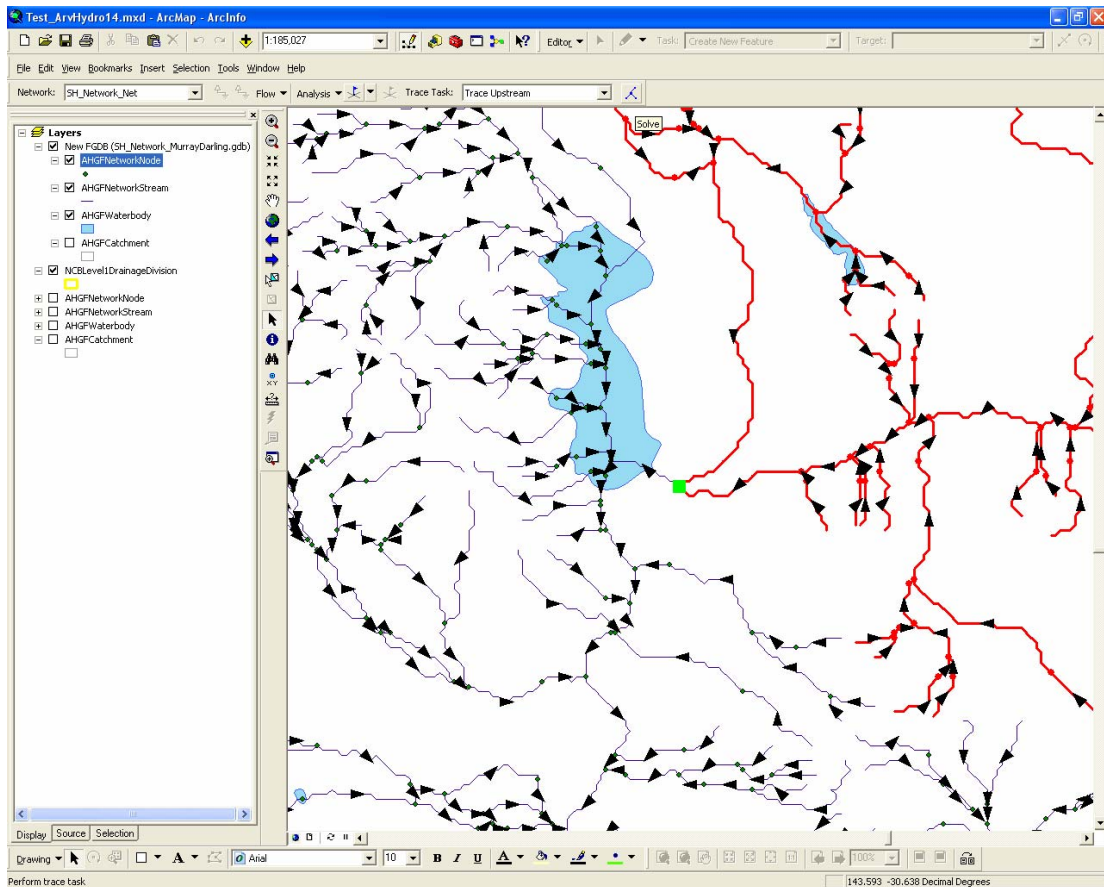 Test_ArvHydro14.mxd - ArcMap - ArcInfo
1:185,027
Editor
Task: Create New Feature
Target:
File Edit View Bookmarks Insert Selection Tools Window Help
Network: SH_Network_Net
Flow
Analysis
Trace Task: Trace Upstream
Solve
Layers
New FGDB (SH_Network_MurrayDarling.gdb)
AHGFNetworkNode
AHGFNetworkStream
AHGFWaterbody
AHGFCatchment
NCBLevel1DrainageDivision
AHGFNetworkNode
AHGFNetworkStream
AHGFWaterbody
AHGFCatchment
XY
Display Source Selection
Drawing
A
Arial
10
B I U A
100%
Perform trace task
143.593 -30.638 Decimal Degrees